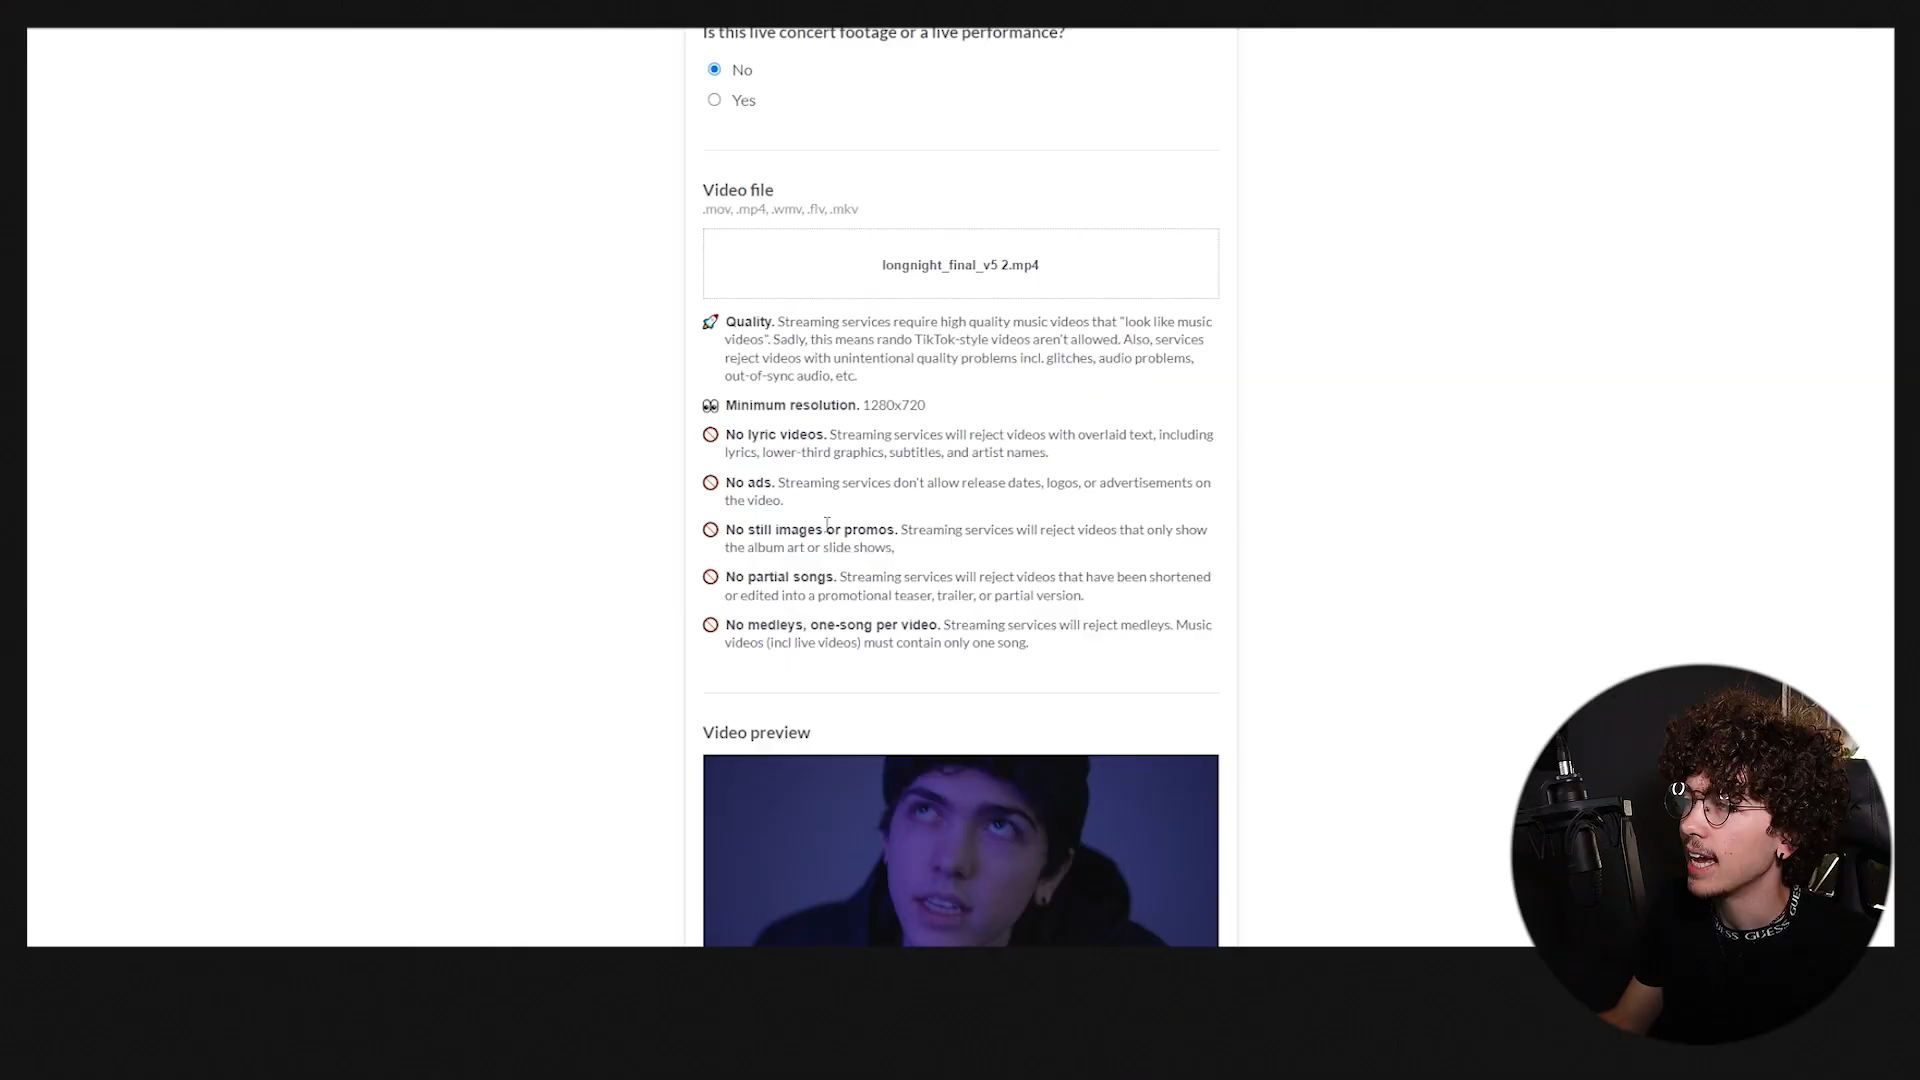 Is this live concert footage or a live performance?
No
Yes
Video file
.mov, .mp4, .wmv, .flv, .mkv
longnight_final_v5 2.mp4
Quality. Streaming services require high quality music videos that "look like music
videos". Sadly, this means rando TikTok-style videos aren't allowed. Also, services
reject videos with unintentional quality problems incl. glitches, audio problems,
out-of-sync audio, etc.
Minimum resolution. 1280x720
No lyric videos. Streaming services will reject videos with overlaid text, including
lyrics, lower-third graphics, subtitles, and artist names.
No ads. Streaming services don't allow release dates, logos, or advertisements on
the video.
No still images or promos. Streaming services will reject videos that only show
the album art or slide shows,
No partial songs. Streaming services will reject videos that have been shortened
or edited into a promotional teaser, trailer, or partial version.
No medleys, one-song per video. Streaming services will reject medleys. Music
videos (incl live videos) must contain only one song.
Video preview
GUESS GUESS